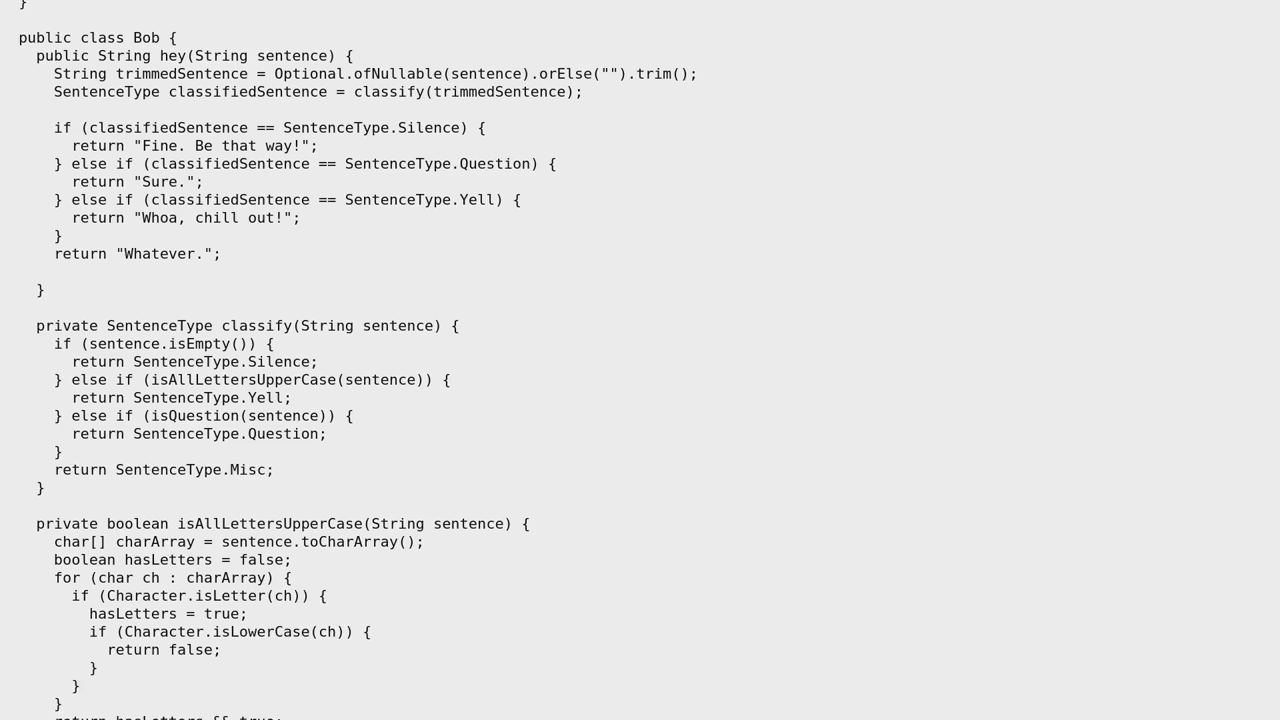 }

public class Bob {
  public String hey(String sentence) {
    String trimmedSentence = Optional.ofNullable(sentence).orElse("").trim();
    SentenceType classifiedSentence = classify(trimmedSentence);

    if (classifiedSentence == SentenceType.Silence) {
      return "Fine. Be that way!";
    } else if (classifiedSentence == SentenceType.Question) {
      return "Sure.";
    } else if (classifiedSentence == SentenceType.Yell) {
      return "Whoa, chill out!";
    }
    return "Whatever.";

  }

  private SentenceType classify(String sentence) {
    if (sentence.isEmpty()) {
      return SentenceType.Silence;
    } else if (isAllLettersUpperCase(sentence)) {
      return SentenceType.Yell;
    } else if (isQuestion(sentence)) {
      return SentenceType.Question;
    }
    return SentenceType.Misc;
  }

  private boolean isAllLettersUpperCase(String sentence) {
    char[] charArray = sentence.toCharArray();
    boolean hasLetters = false;
    for (char ch : charArray) {
      if (Character.isLetter(ch)) {
        hasLetters = true;
        if (Character.isLowerCase(ch)) {
          return false;
        }
      }
    }
    return hasLetters && true;